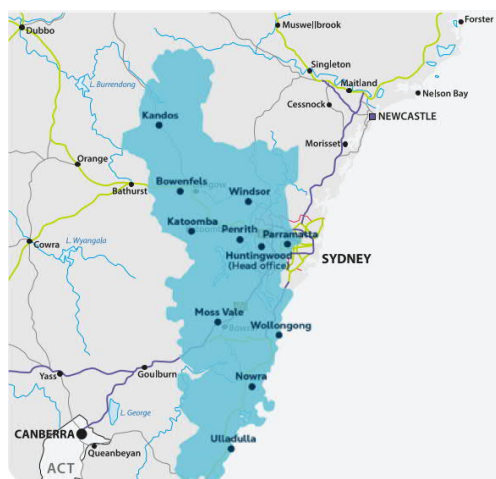 Forster
Muswellbrook
Dubbo
Singleton
L. Burrendong
Maitland
Nelson Bay
Cessnock
NEWCASTLE
Kandos
Morisset
Orange
Bathurst
Bowenfels
Windsor
Katoomba
Penrith
Parramatta
L. Wyangala
Cowra
Huntingwood
(Head office)
SYDNEY
Moss Vale
Wollongong
Yass
Goulburn
Nowra
L. George
CANBERRA
Ulladulla
Queanbeyan
ACT